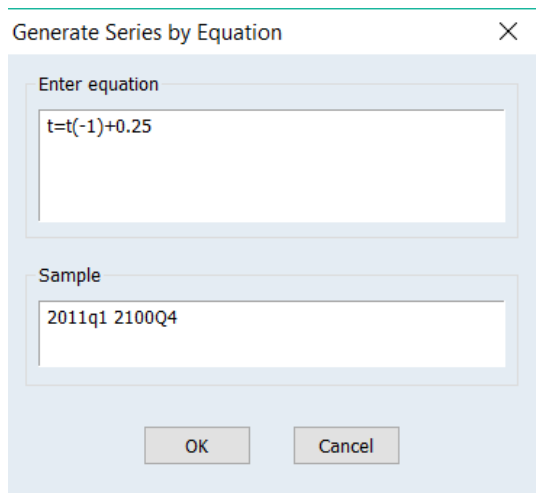 Generate Series by Equation
Enter equation
t=t(-1)+0.25
Sample
2011q1 2100Q4
OK Cancel